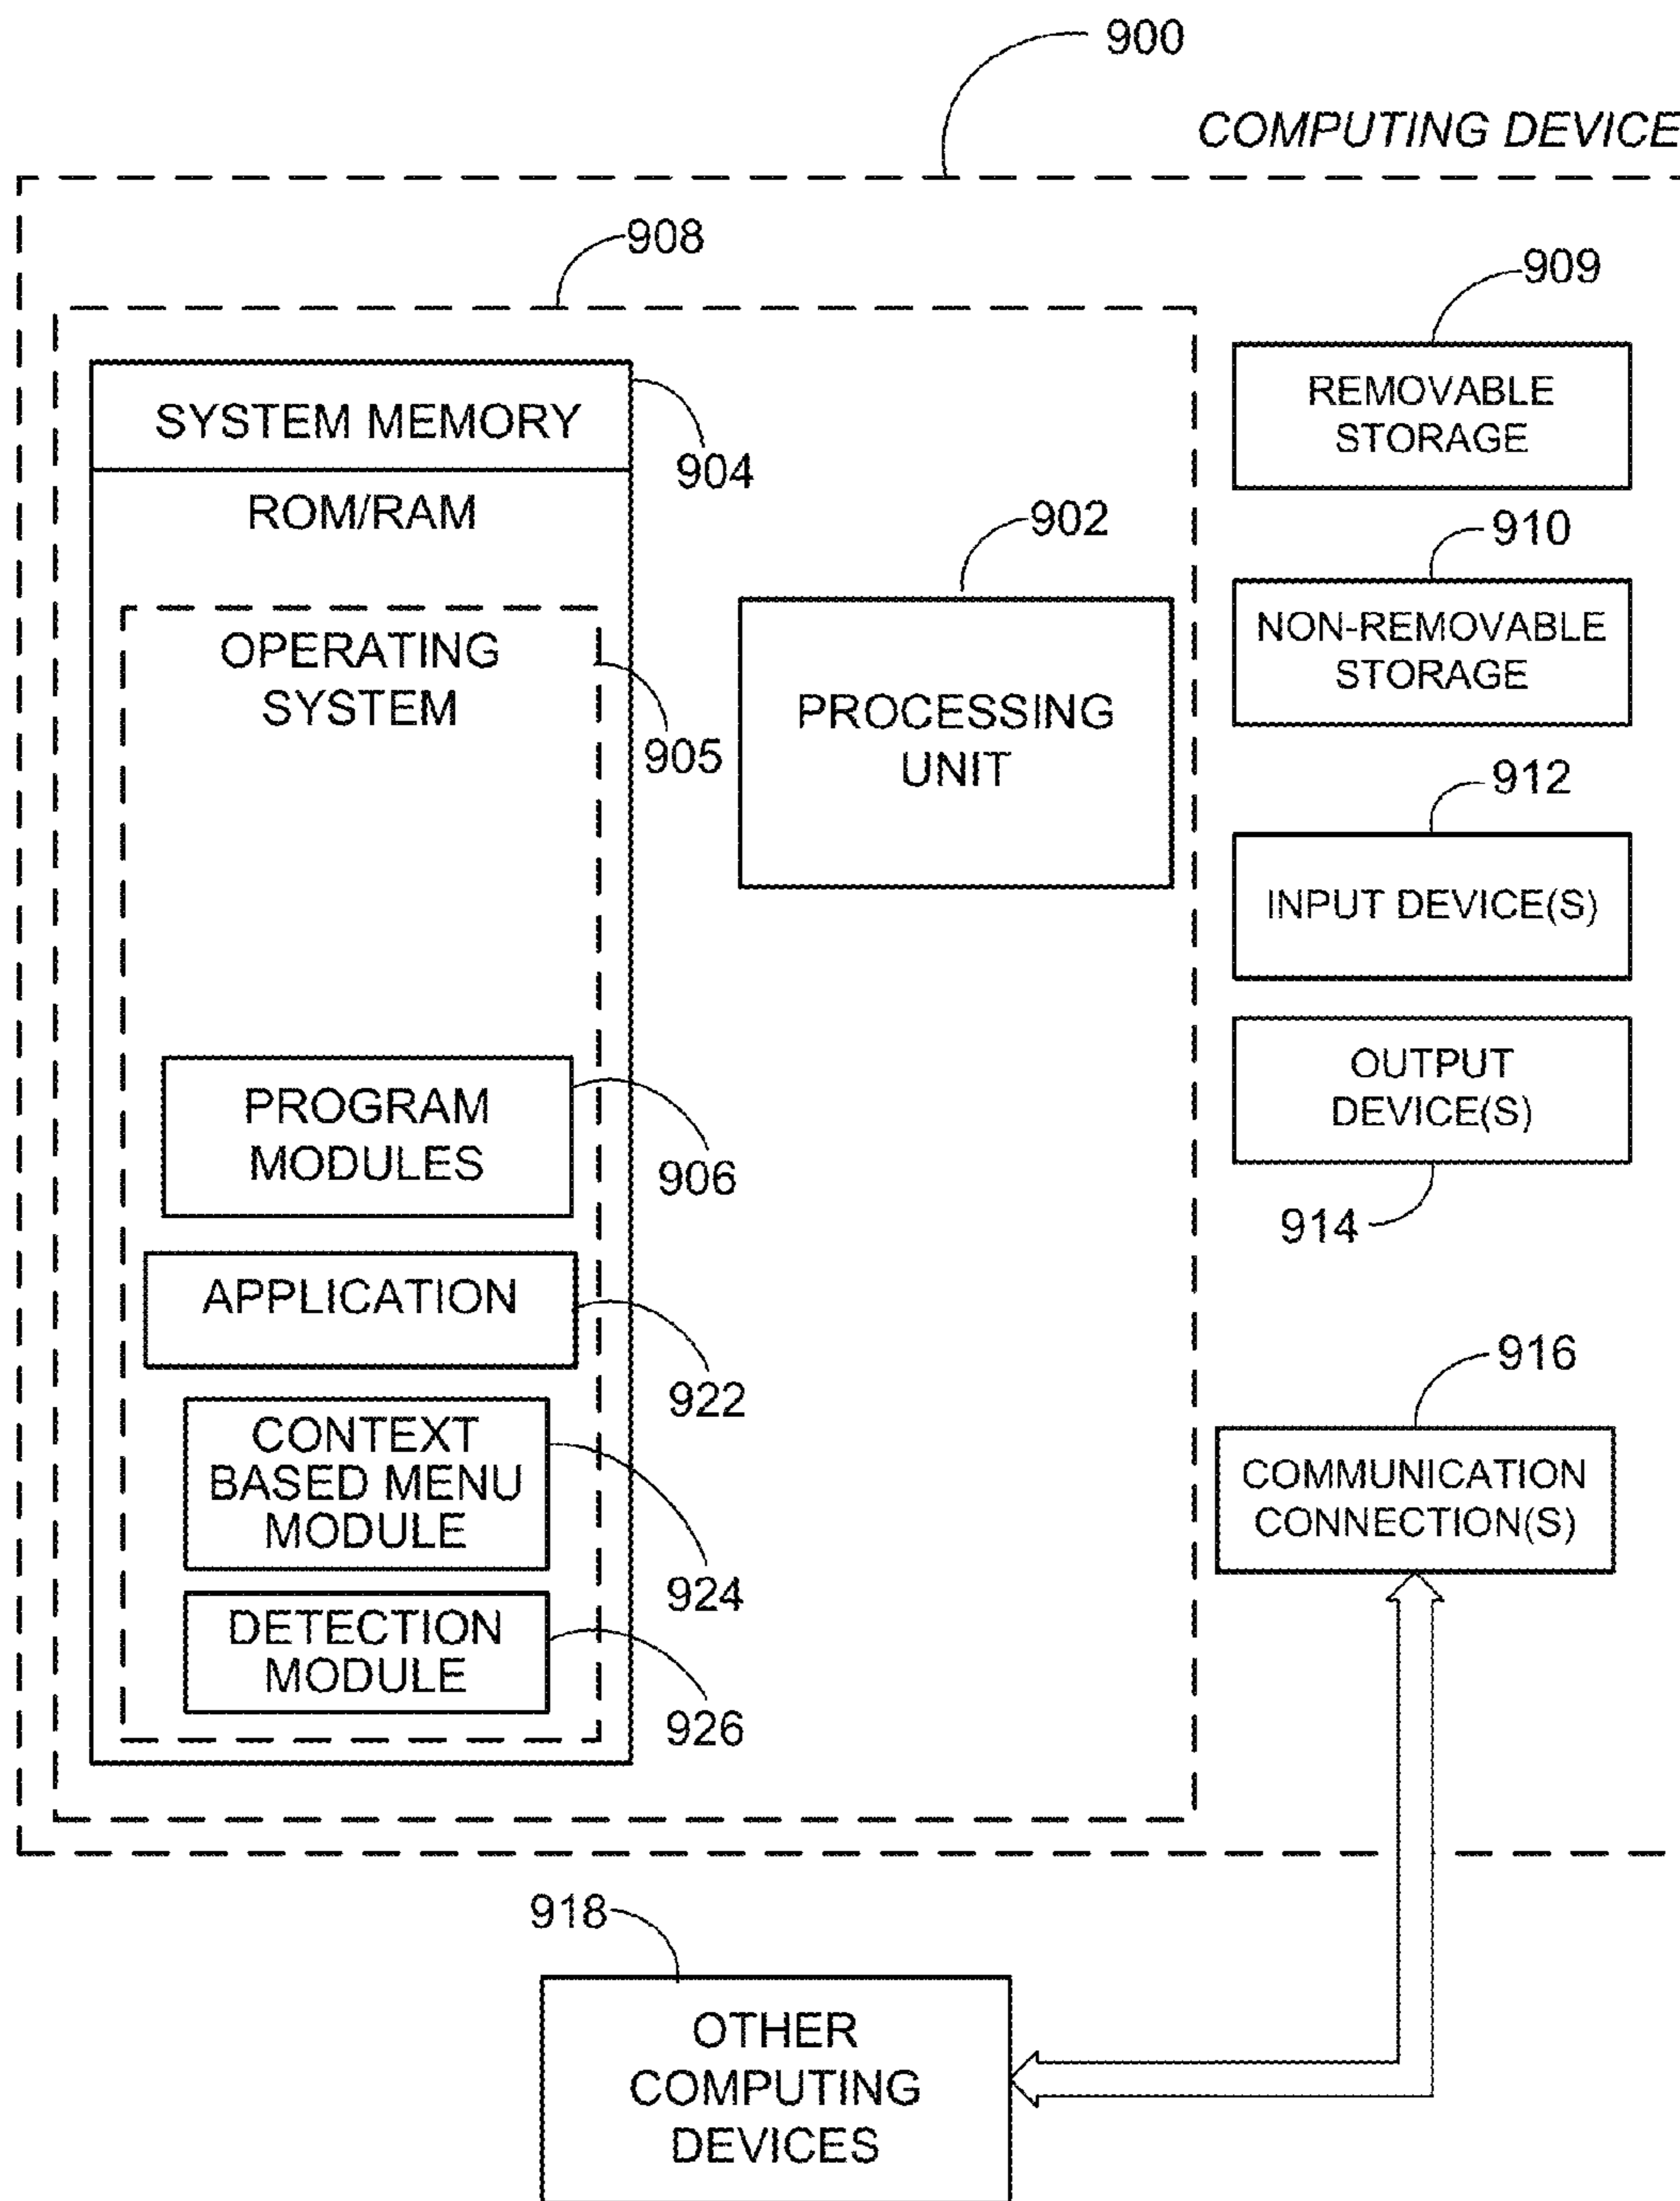 900
COMPUTING DEVICE
908
909
REMOVABLE
STORAGE
SYSTEM MEMORY
904
ROM/RAM
902
910
NON-REMOVABLE
STORAGE
OPERATING
SYSTEM
905
PROCESSING
UNIT
912
INPUT DEVICE(S)
OUTPUT
DEVICE(S)
914
PROGRAM
MODULES
906
APPLICATION
922
916
COMMUNICATION
CONNECTION(S)
CONTEXT
BASED MENU
MODULE
924
DETECTION
MODULE
926
918
OTHER
COMPUTING
DEVICES